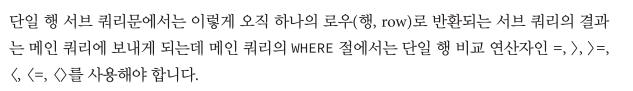 단일 행 서브 쿼리문에서는 이렇게 오직 하나의 로우(행, row)로 반환되는 서브 쿼리의 결과
는 메인 쿼리에 보내게 되는데 메인 쿼리의 WHERE 절에서는 단일 행 비교 연산자인 =, >, >=,
<, <=, <>를 사용해야 합니다.